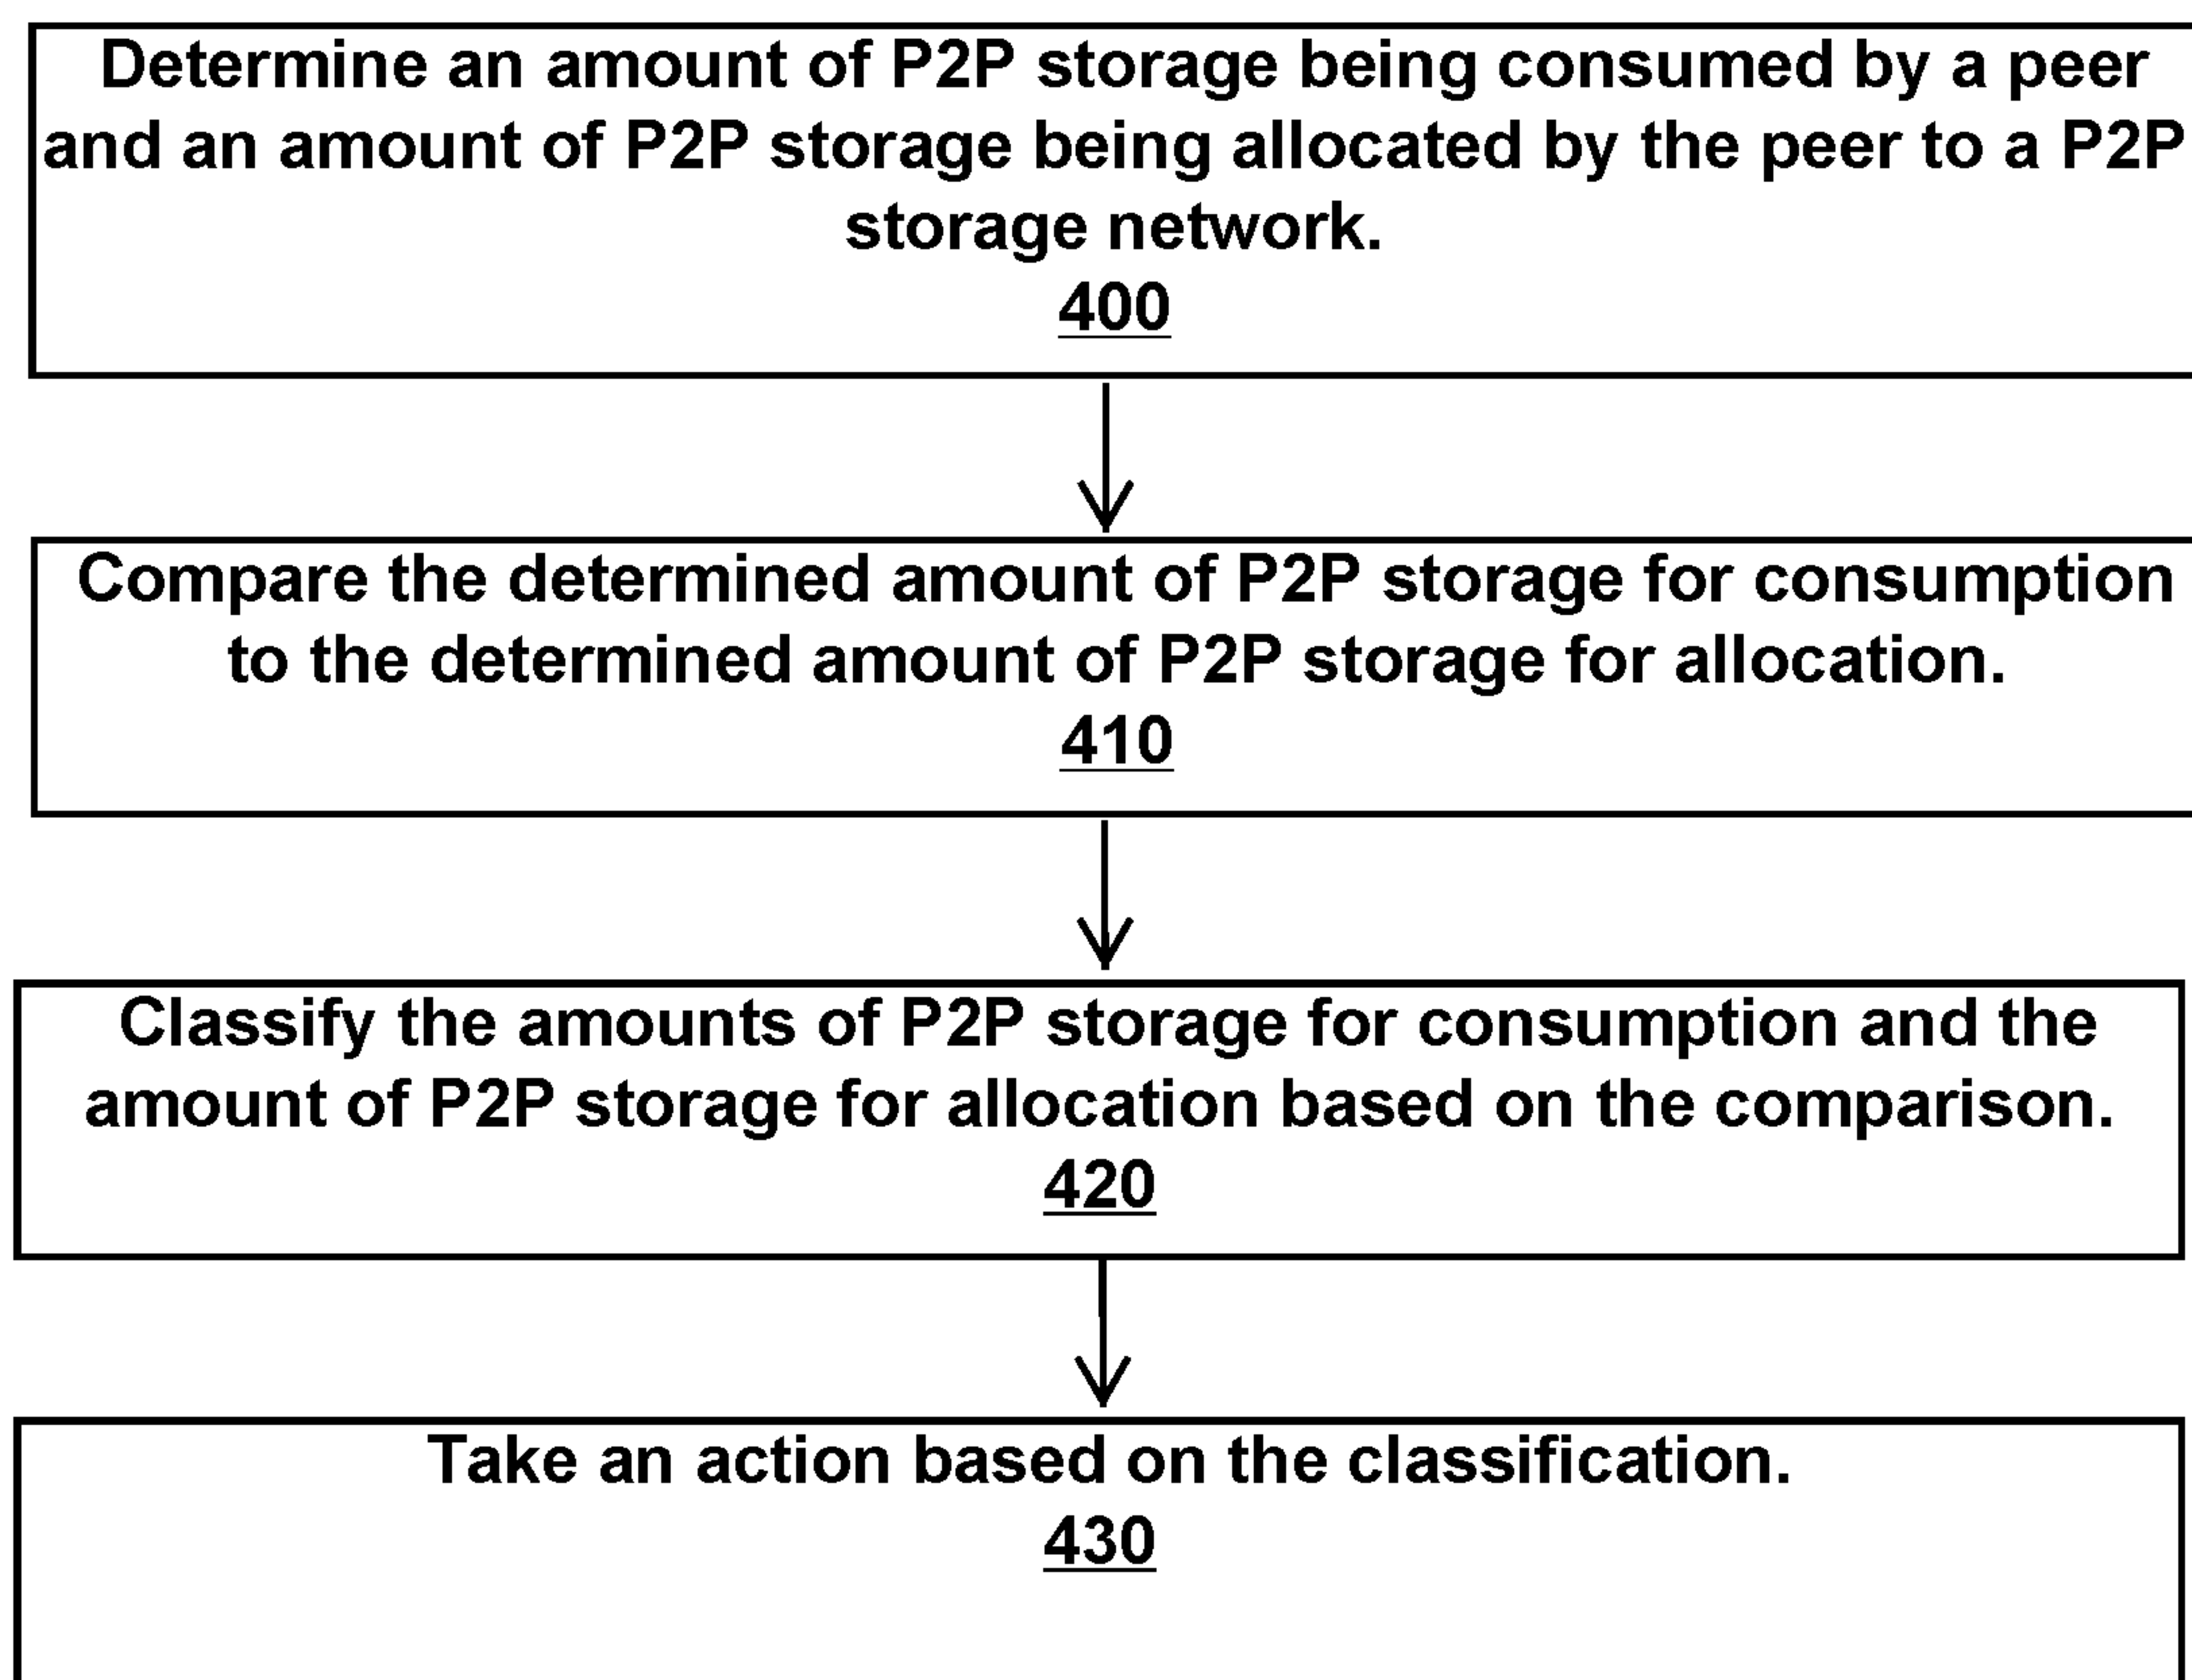 Determine an amount of P2P storage being consumed by a peer
and an amount of P2P storage being allocated by the peer to a P2P
storage network.
400
Compare the determined amount of P2P storage for consumption
to the determined amount of P2P storage for allocation.
410
Classify the amounts of P2P storage for consumption and the
amount of P2P storage for allocation based on the comparison.
420
Take an action based on the classification.
430